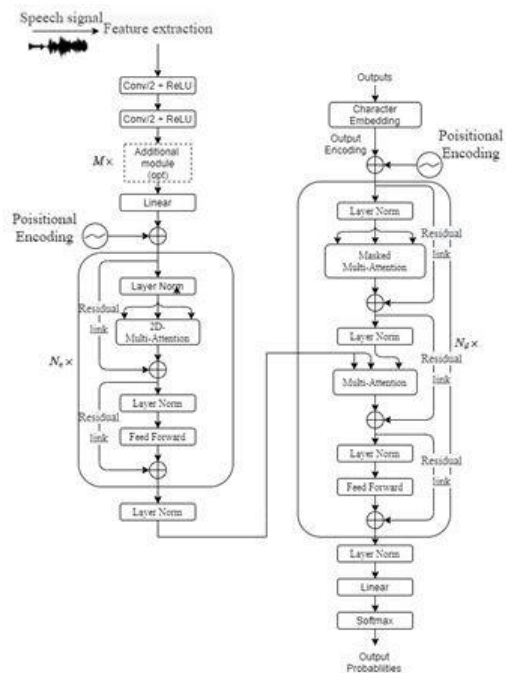 Speech signal
Feature extraction
Conv/2 + ReLU
Conv/2 + ReLU
M×
Additional
module
(opt)
Linear
Poisitional
Encoding
Layer Norm
Residual
link
2D-
Multi-Attention
N_e ×
Layer Norm
Residual
link
Feed Forward
Layer Norm
Outputs
Character
Embedding
Output
Encoding
Poisitional
Encoding
Layer Norm
Residual
link
Masked
Multi-Attention
Layer Norm
N_d ×
Residual
link
Multi-Attention
Layer Norm
Residual
link
Feed Forward
Layer Norm
Linear
Softmax
Output
Probabliities